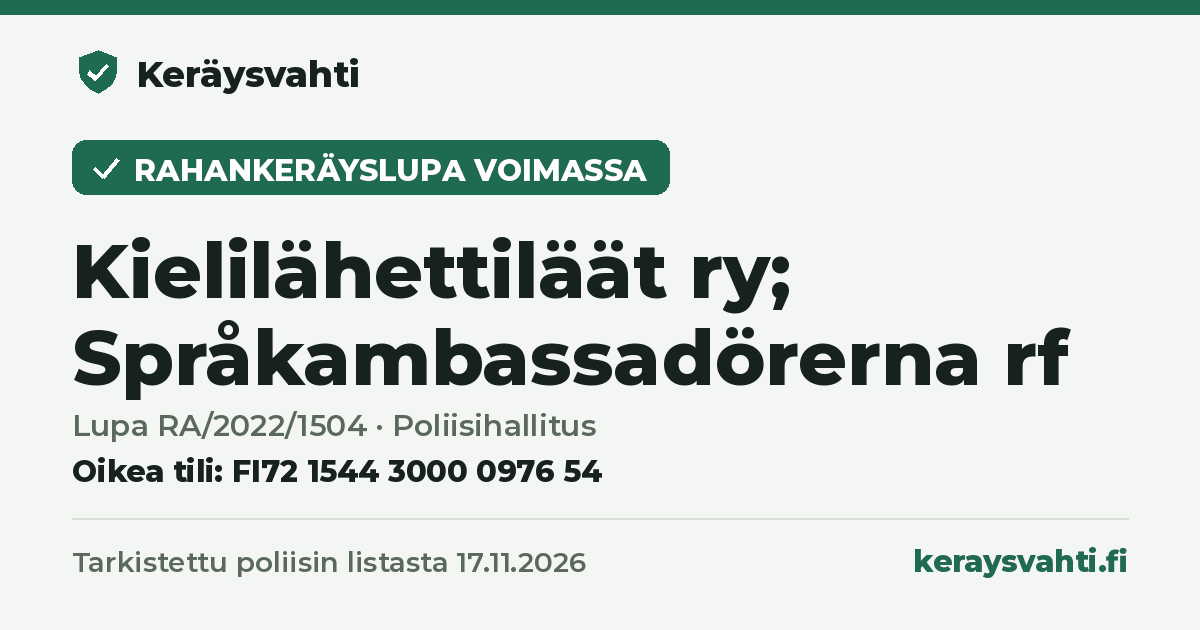 Keräysvahti
RAHANKERÄYSLUPA VOIMASSA
Kielilähettiläät ry;
Språkambassadörerna rf
Lupa RA/2022/1504 · Poliisihallitus
Oikea tili: FI72 1544 3000 0976 54
Tarkistettu poliisin listasta 17.11.2026
keraysvahti.fi